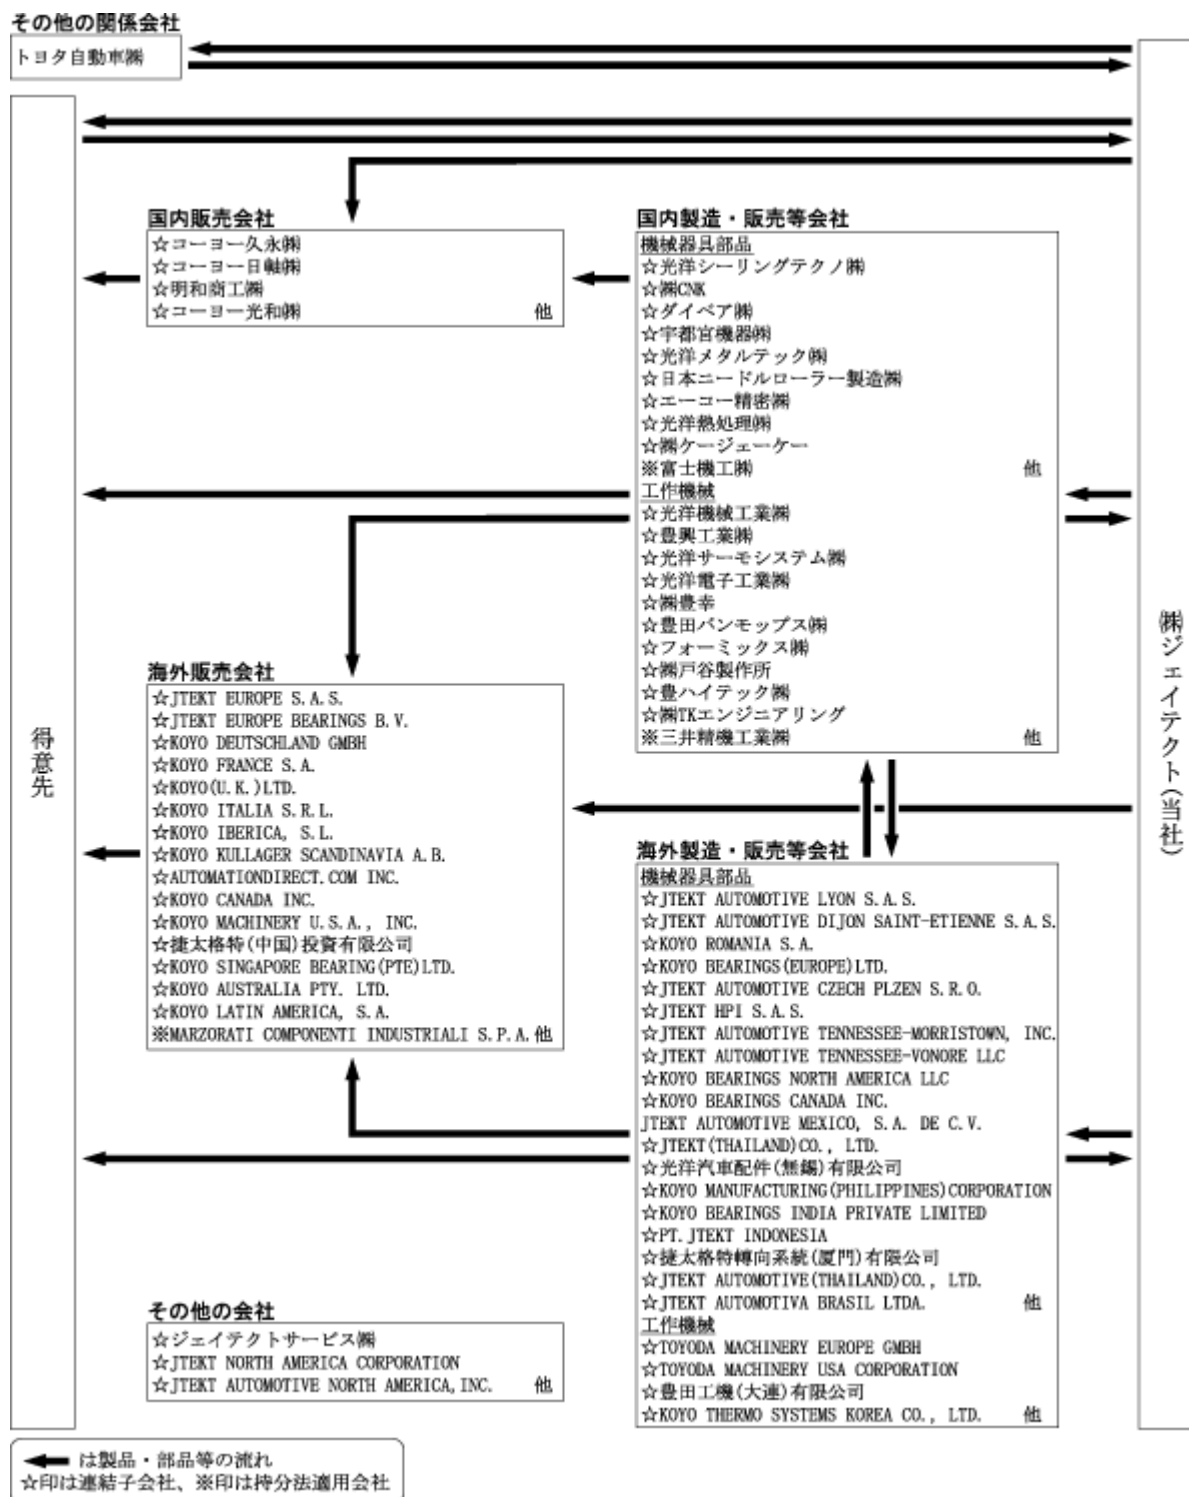 その他の関係会社
トヨタ自動車㈱
国内販売会社
☆コーヨー久永㈱
☆コーヨー日軸㈱
☆明和商工㈱
☆コーヨー光和㈱ 他
国内製造・販売等会社
機械器具部品
☆光洋シーリングテクノ㈱
☆㈱CNK
☆ダイベア㈱
☆宇都宮機器㈱
☆光洋メタルテック㈱
☆日本ニードルローラー製造㈱
☆エーコー精密㈱
☆光洋熱処理㈱
☆㈱ケージェーケー
※富士機工㈱ 他
工作機械
☆光洋機械工業㈱
☆豊興工業㈱
☆光洋サーモシステム㈱
☆光洋電子工業㈱
☆㈱豊幸
☆豊田バンモップス㈱
☆フォーミックス㈱
☆㈱戸谷製作所
☆豊ハイテック㈱
☆㈱TKエンジニアリング
※三井精機工業㈱ 他
海外販売会社
☆JTEKT EUROPE S.A.S.
☆JTEKT EUROPE BEARINGS B.V.
☆KOYO DEUTSCHLAND GMBH
☆KOYO FRANCE S.A.
☆KOYO(U.K.)LTD.
☆KOYO ITALIA S.R.L.
☆KOYO IBERICA, S.L.
☆KOYO KULLAGER SCANDINAVIA A.B.
☆AUTOMATIONDIRECT.COM INC.
☆KOYO CANADA INC.
☆KOYO MACHINERY U.S.A., INC.
☆捷太格特(中国)投資有限公司
☆KOYO SINGAPORE BEARING(PTE)LTD.
☆KOYO AUSTRALIA PTY. LTD.
☆KOYO LATIN AMERICA, S.A.
※MARZORATI COMPONENTI INDUSTRIALI S.P.A.他
海外製造・販売等会社
機械器具部品
☆JTEKT AUTOMOTIVE LYON S.A.S.
☆JTEKT AUTOMOTIVE DIJON SAINT-ETIENNE S.A.S.
☆KOYO ROMANIA S.A.
☆KOYO BEARINGS(EUROPE)LTD.
☆JTEKT AUTOMOTIVE CZECH PLZEN S.R.O.
☆JTEKT HPI S.A.S.
☆JTEKT AUTOMOTIVE TENNESSEE-MORRISTOWN, INC.
☆JTEKT AUTOMOTIVE TENNESSEE-VONORE LLC
☆KOYO BEARINGS NORTH AMERICA LLC
☆KOYO BEARINGS CANADA INC.
JTEKT AUTOMOTIVE MEXICO, S.A. DE C.V.
☆JTEKT(THAILAND)CO., LTD.
☆光洋汽車配件(無錫)有限公司
☆KOYO MANUFACTURING(PHILIPPINES)CORPORATION
☆KOYO BEARINGS INDIA PRIVATE LIMITED
☆PT.JTEKT INDONESIA
☆捷太格特轉向系統(厦門)有限公司
☆JTEKT AUTOMOTIVE(THAILAND)CO., LTD.
☆JTEKT AUTOMOTIVA BRASIL LTDA. 他
工作機械
☆TOYODA MACHINERY EUROPE GMBH
☆TOYODA MACHINERY USA CORPORATION
☆豊田工機(大連)有限公司
☆KOYO THERMO SYSTEMS KOREA CO., LTD. 他
その他の会社
☆ジェイテクトサービス㈱
☆JTEKT NORTH AMERICA CORPORATION
☆JTEKT AUTOMOTIVE NORTH AMERICA,INC. 他
得意先
㈱ジェイテクト(当社)
は製品・部品等の流れ
☆印は連結子会社、※印は持分法適用会社